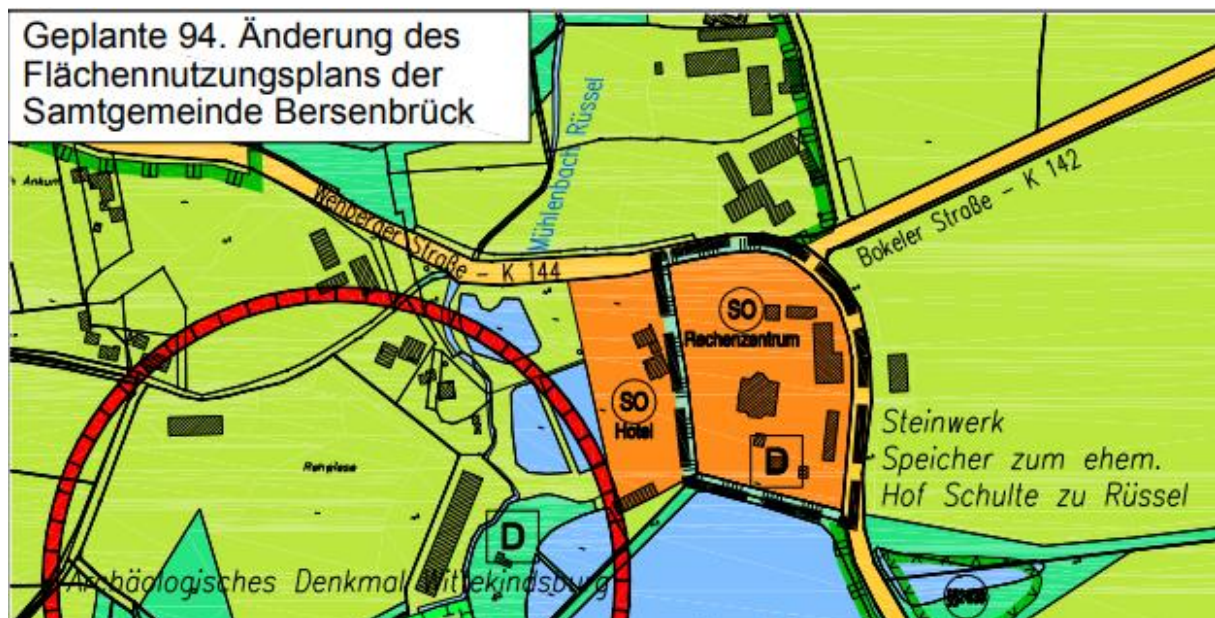 Geplante 94. Änderung des
Flächennutzungsplans der
Samtgemeinde Bersenbrück
Ankum
Mühlenbach Rüssel
Wehberger Straße - K 144
Bokeler Straße - K 142
SO
Rechenzentrum
SO
Hotel
D
Steinwerk
Speicher zum ehem.
Hof Schulte zu Rüssel
D
Archäologisches Denkmal Wittekindsburg